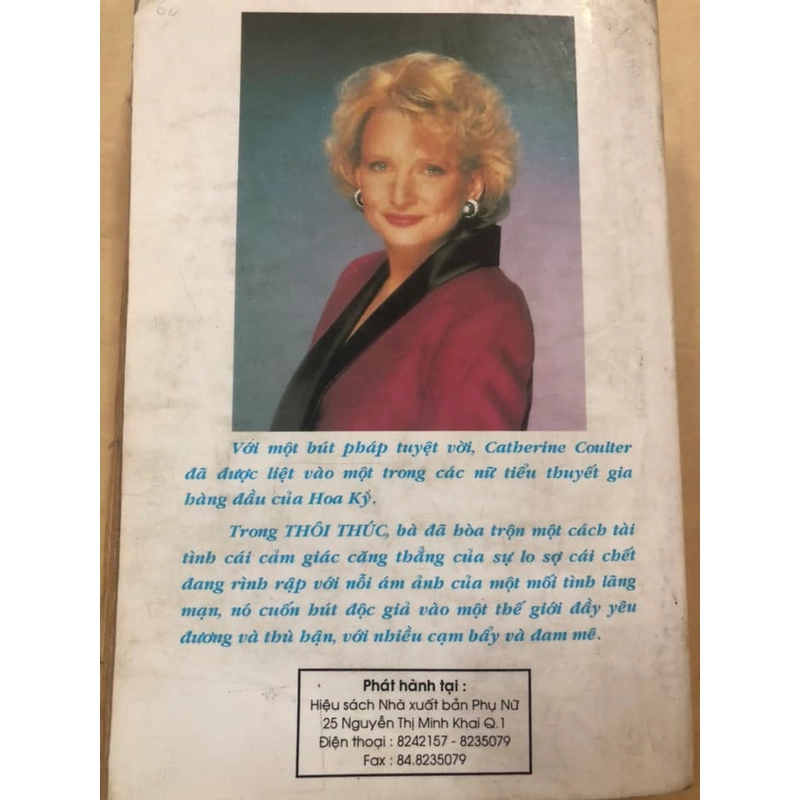 60
Với một bút pháp tuyệt vời, Catherine Coulter
đã được liệt vào một trong các nữ tiểu thuyết gia
hàng đầu của Hoa Kỳ.
Trong THÔI THÚC, bà đã hòa trộn một cách tài
tình cái cảm giác căng thẳng của sự lo sợ cái chết
đang rình rập với nỗi ám ảnh của một mối tình lãng
mạn, nó cuốn hút độc giả vào một thế giới đầy yêu
đương và thù hận, với nhiều cạm bẫy và đam mê.
Phát hành tại :
Hiệu sách Nhà xuất bản Phụ Nữ
25 Nguyễn Thị Minh Khai Q.1
Điện thoại : 8242157 - 8235079
Fax : 84.8235079